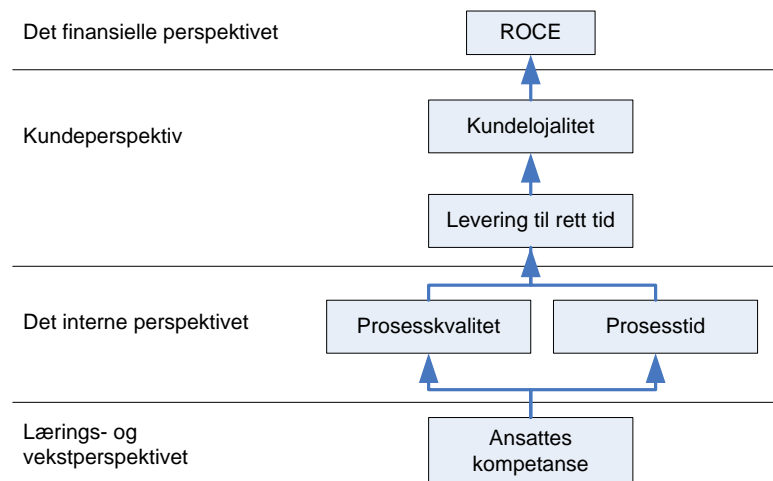 Det finansielle perspektivet
ROCE
Kundeperspektiv
Kundelojalitet
Levering til rett tid
Det interne perspektivet
Prosesskvalitet
Prosesstid
Lærings- og
vekstperspektivet
Ansattes
kompetanse